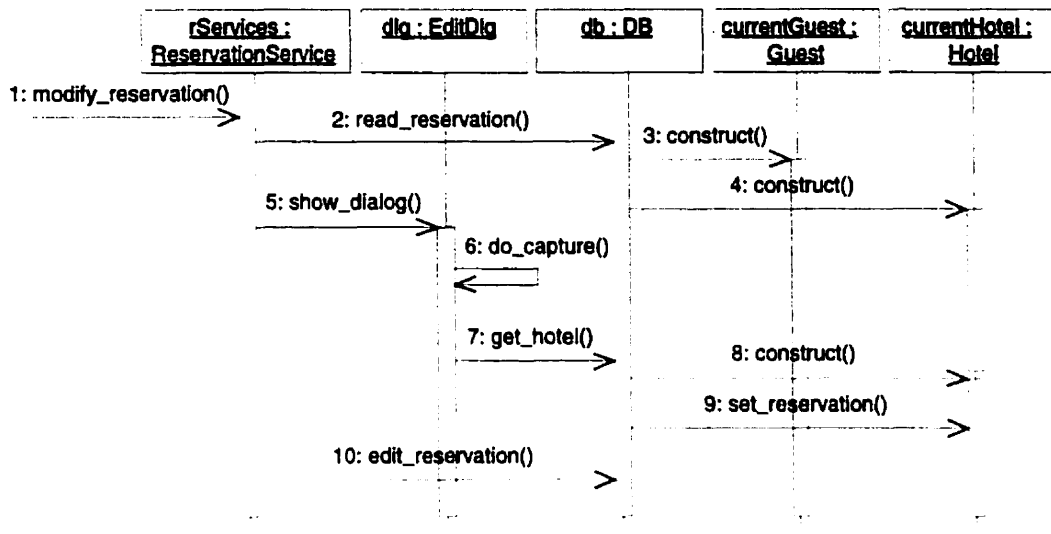 rServices :
ReservationService
dlg : EditDlg
db : DB
currentGuest :
Guest
currentHotel :
Hotel
1: modify_reservation()
2: read_reservation()
3: construct()
4: construct()
5: show_dialog()
6: do_capture()
7: get_hotel()
8: construct()
9: set_reservation()
10: edit_reservation()